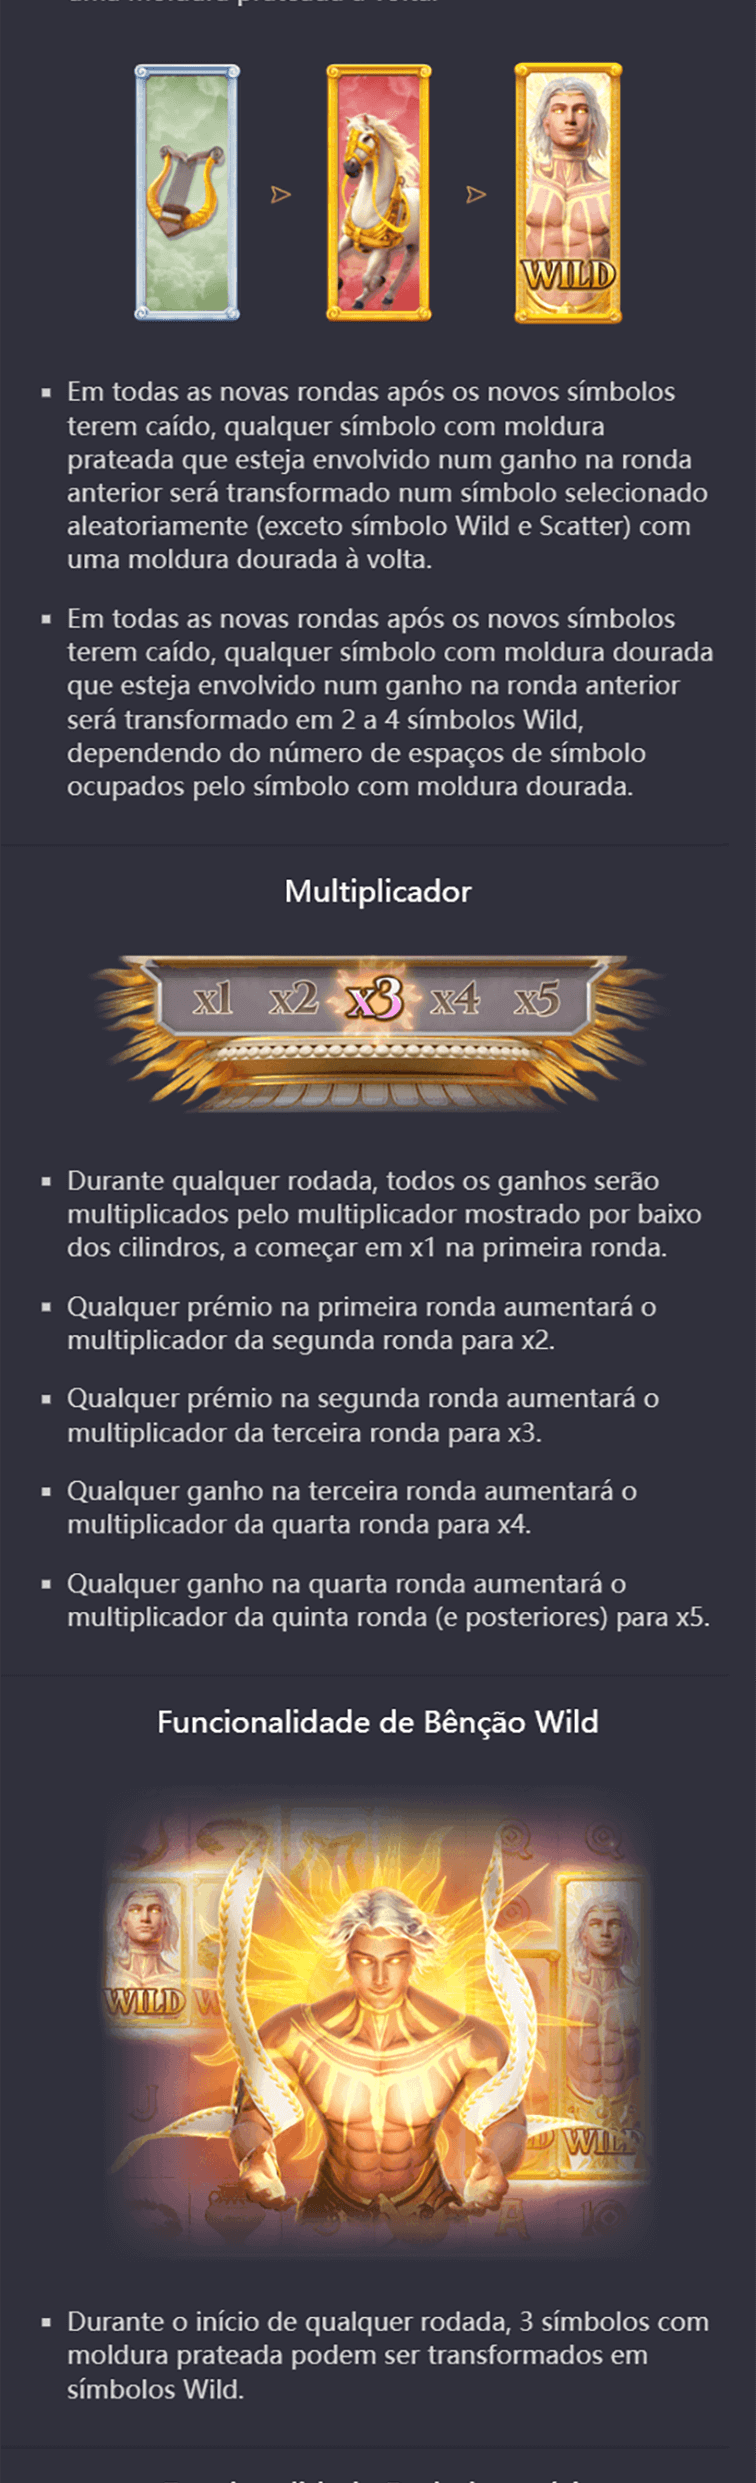 uma moldura prateada à volta.
WILD
Em todas as novas rondas após os novos símbolos
terem caído, qualquer símbolo com moldura
prateada que esteja envolvido num ganho na ronda
anterior será transformado num símbolo selecionado
aleatoriamente (exceto símbolo Wild e Scatter) com
uma moldura dourada à volta.
Em todas as novas rondas após os novos símbolos
terem caído, qualquer símbolo com moldura dourada
que esteja envolvido num ganho na ronda anterior
será transformado em 2 a 4 símbolos Wild,
dependendo do número de espaços de símbolo
ocupados pelo símbolo com moldura dourada.
Multiplicador
x1 x2 x3 x4 x5
Durante qualquer rodada, todos os ganhos serão
multiplicados pelo multiplicador mostrado por baixo
dos cilindros, a começar em x1 na primeira ronda.
Qualquer prémio na primeira ronda aumentará o
multiplicador da segunda ronda para x2.
Qualquer prémio na segunda ronda aumentará o
multiplicador da terceira ronda para x3.
Qualquer ganho na terceira ronda aumentará o
multiplicador da quarta ronda para x4.
Qualquer ganho na quarta ronda aumentará o
multiplicador da quinta ronda (e posteriores) para x5.
Funcionalidade de Bênção Wild
WILD
WILD
Durante o início de qualquer rodada, 3 símbolos com
moldura prateada podem ser transformados em
símbolos Wild.